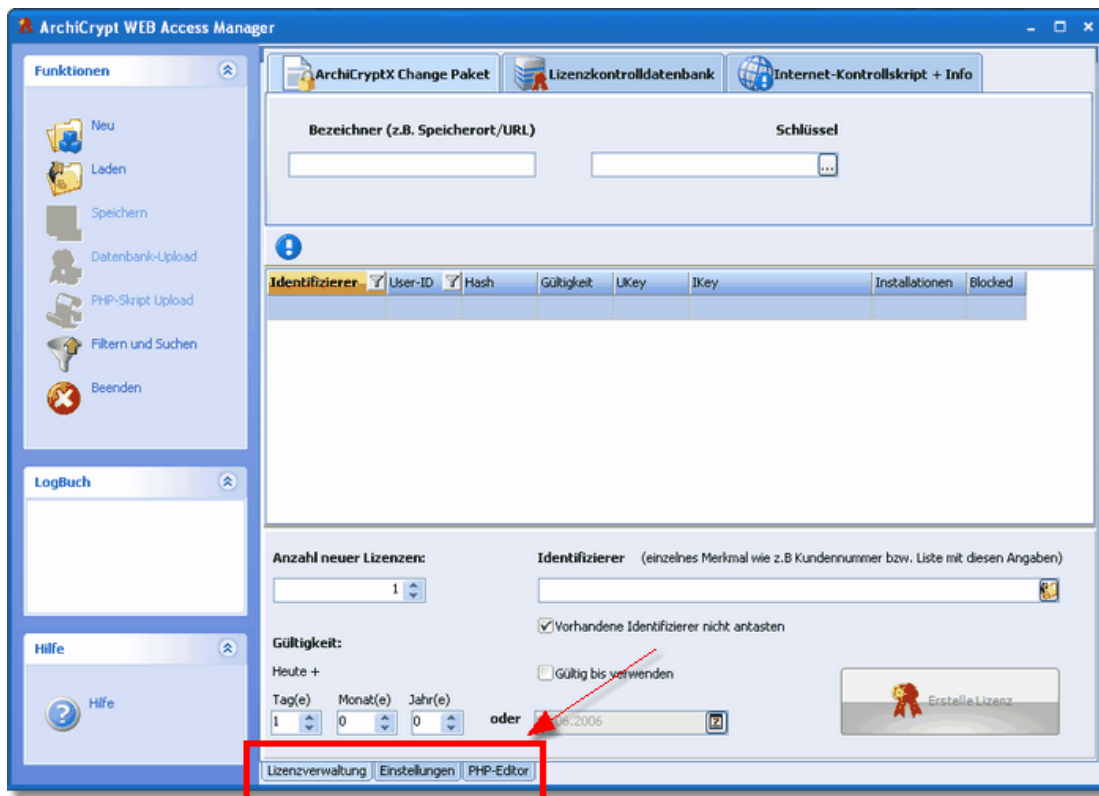 ArchiCrypt WEB Access Manager
Funktionen
Neu
Laden
Speichern
Datenbank-Upload
PHP-Skript Upload
Filtern und Suchen
Beenden
LogBuch
Hilfe
Hilfe
ArchiCryptX Change Paket
Lizenzkontrolldatenbank
Internet-Kontrollskript + Info
Bezeichner (z.B. Speicherort/URL)
Schlüssel
...
Identifizierer User-ID Hash Gültigkeit UKey IKey Installationen Blocked
Anzahl neuer Lizenzen:
1
Identifizierer (einzelnes Merkmal wie z.B Kundennummer bzw. Liste mit diesen Angaben)
Vorhandene Identifizierer nicht antasten
Gültigkeit:
Heute +
Tag(e) Monat(e) Jahr(e)
1 0 0
oder
Gültig bis verwenden
.06.2006
Erstelle Lizenz
Lizenzverwaltung Einstellungen PHP-Editor